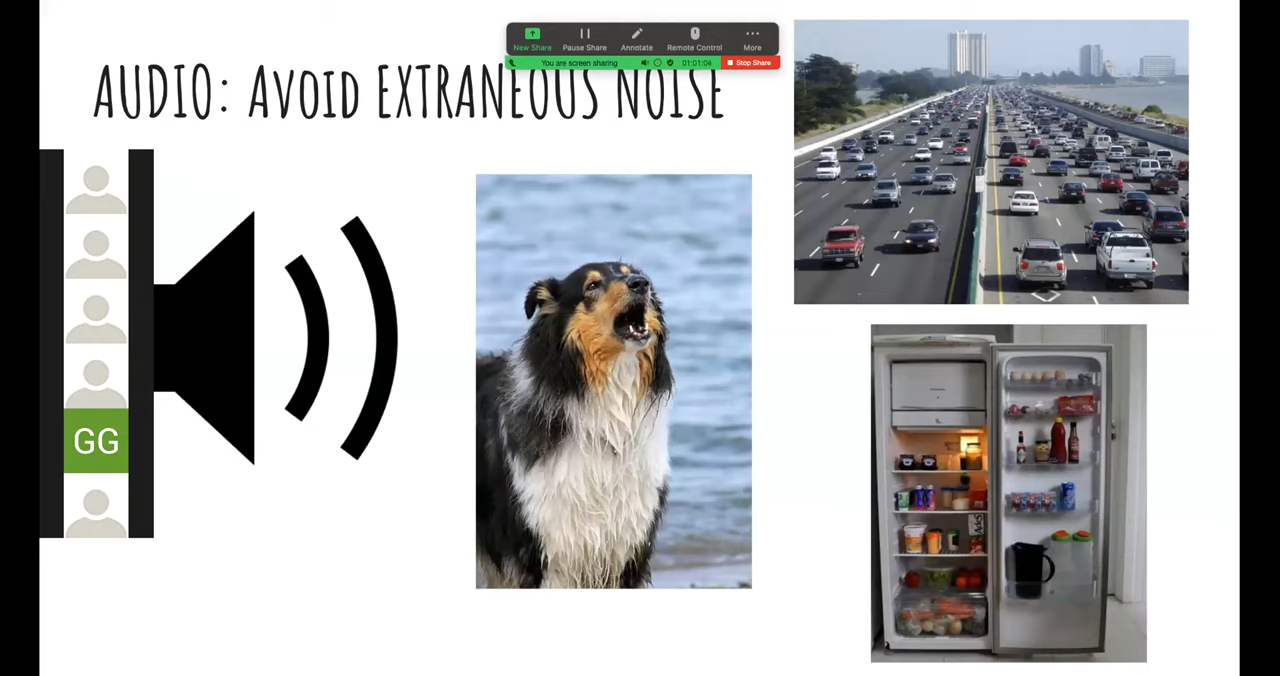 New Share
Pause Share
Annotate
Remote Control
More
You are screen sharing
01:01:04
Stop Share
AUDIO: AVOID EXTRANEOUS NOISE
GG